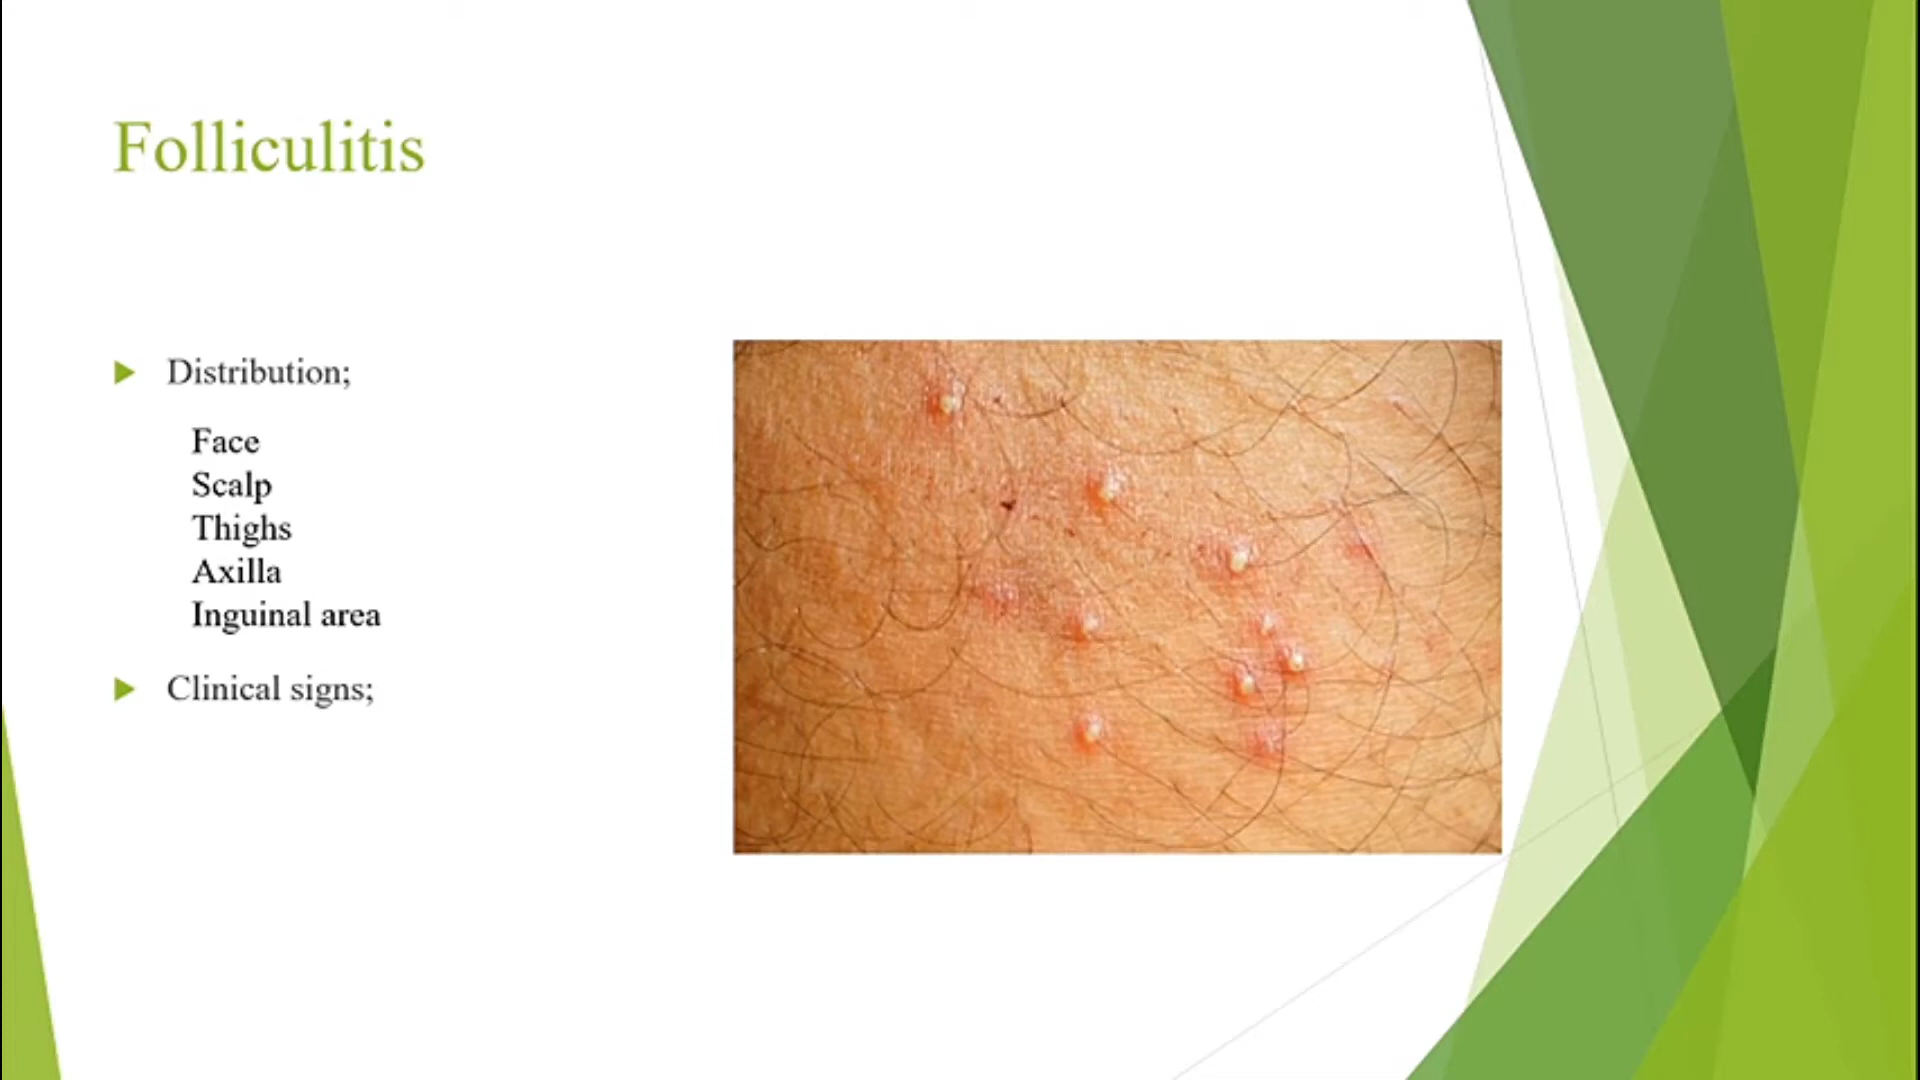 Folliculitis
Distribution;
Face
Scalp
Thighs
Axilla
Inguinal area
Clinical signs;